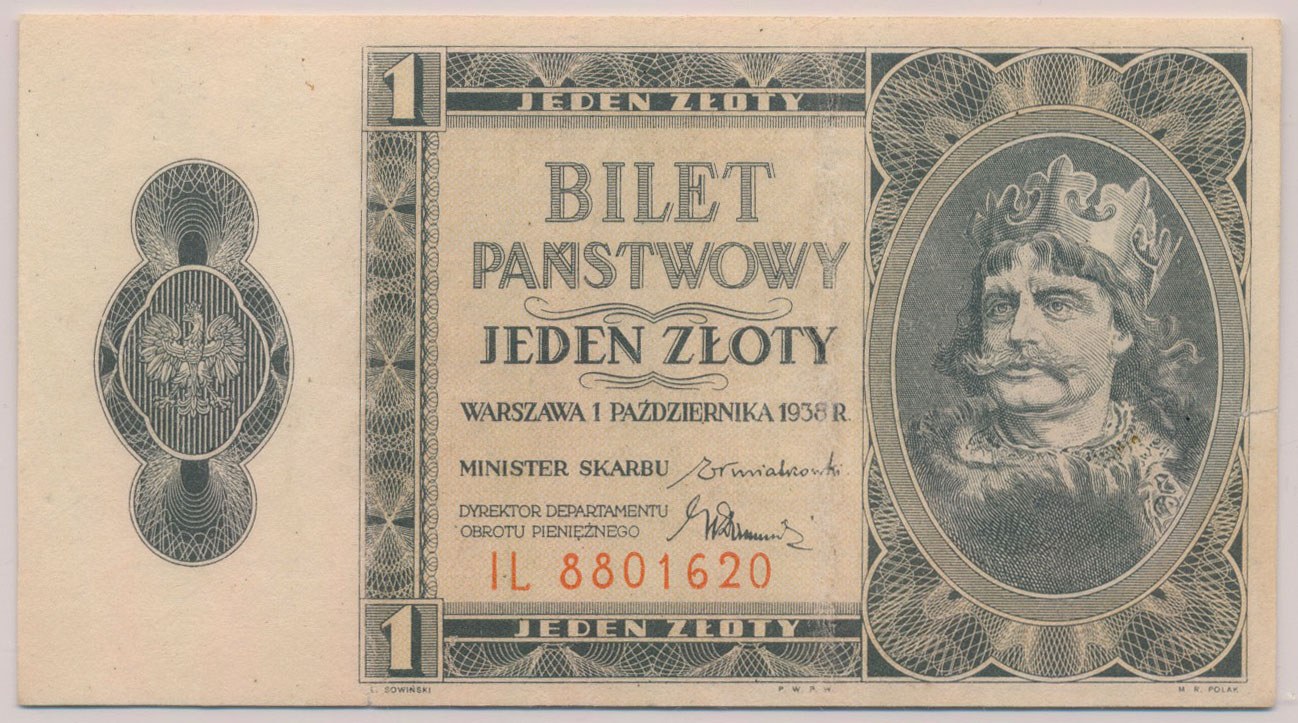 1
JEDEN ZŁOTY
BILET
PAŃSTWOWY
JEDEN ZŁOTY
WARSZAWA 1 PAŹDZIERNIKA 1938 R.
MINISTER SKARBU
DYREKTOR DEPARTAMENTU
OBROTU PIENIĘŻNEGO
IL 8801620
1
JEDEN ZŁOTY
L. SOWIŃSKI
P. W. P. W.
M. R. POLAK